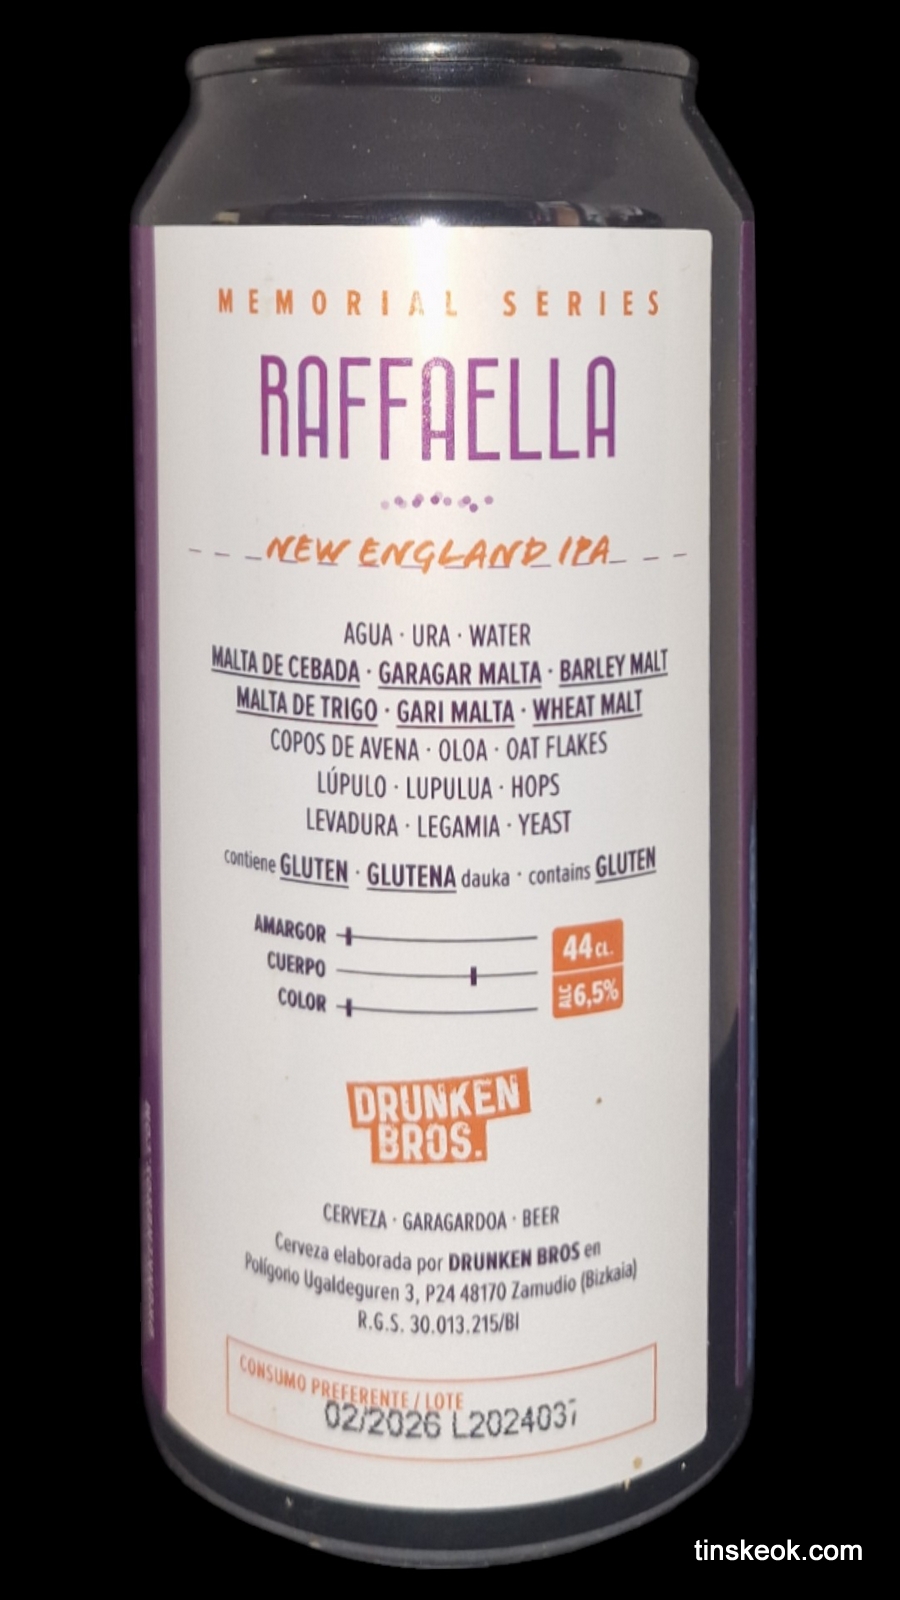 MEMORIAL SERIES
RAFFAELLA
NEW ENGLAND IPA
AGUA · URA · WATER
MALTA DE CEBADA · GARAGAR MALTA · BARLEY MALT
MALTA DE TRIGO · GARI MALTA · WHEAT MALT
COPOS DE AVENA · OLOA · OAT FLAKES
LÚPULO · LUPULUA · HOPS
LEVADURA · LEGAMIA · YEAST
contiene GLUTEN · GLUTENA dauka · contains GLUTEN
AMARGOR
CUERPO
COLOR
44 CL.
ALC 6,5%
DRUNKEN
BROS.
CERVEZA · GARAGARDOA · BEER
Cerveza elaborada por DRUNKEN BROS en
Polígono Ugaldeguren 3, P24 48170 Zamudio (Bizkaia)
R.G.S. 30.013.215/BI
CONSUMO PREFERENTE / LOTE
02/2026 L2024037
tinskeok.com